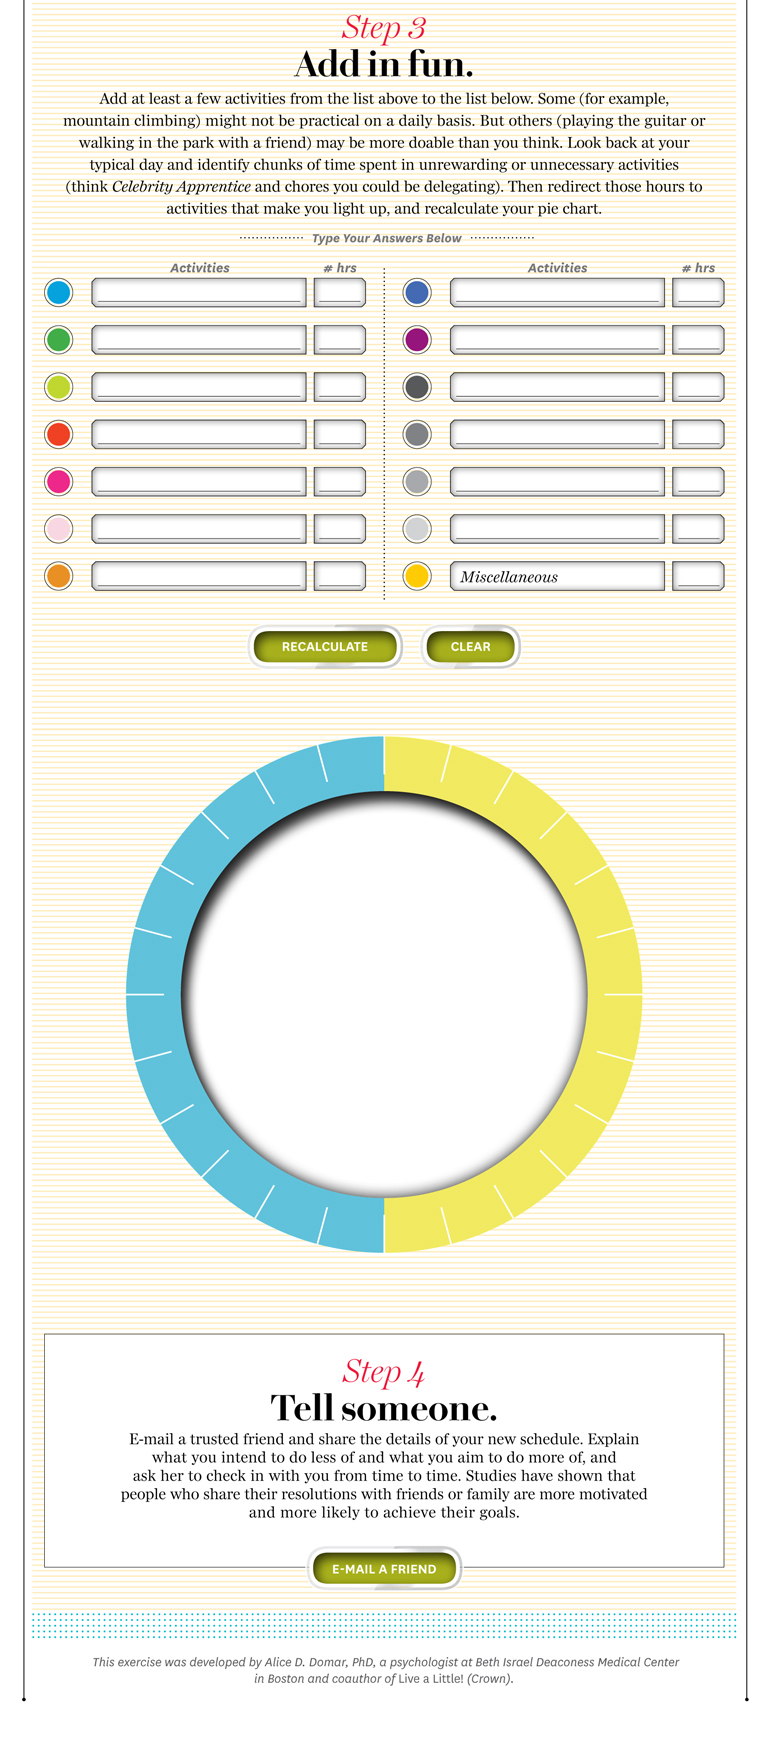 Step 3
Add in fun.
Add at least a few activities from the list above to the list below. Some (for example,
mountain climbing) might not be practical on a daily basis. But others (playing the guitar or
walking in the park with a friend) may be more doable than you think. Look back at your
typical day and identify chunks of time spent in unrewarding or unnecessary activities
(think Celebrity Apprentice and chores you could be delegating). Then redirect those hours to
activities that make you light up, and recalculate your pie chart.
Type Your Answers Below
Activities # hrs Activities # hrs
Miscellaneous
RECALCULATE CLEAR
Step 4
Tell someone.
E-mail a trusted friend and share the details of your new schedule. Explain
what you intend to do less of and what you aim to do more of, and
ask her to check in with you from time to time. Studies have shown that
people who share their resolutions with friends or family are more motivated
and more likely to achieve their goals.
E-MAIL A FRIEND
This exercise was developed by Alice D. Domar, PhD, a psychologist at Beth Israel Deaconess Medical Center
in Boston and coauthor of Live a Little! (Crown).